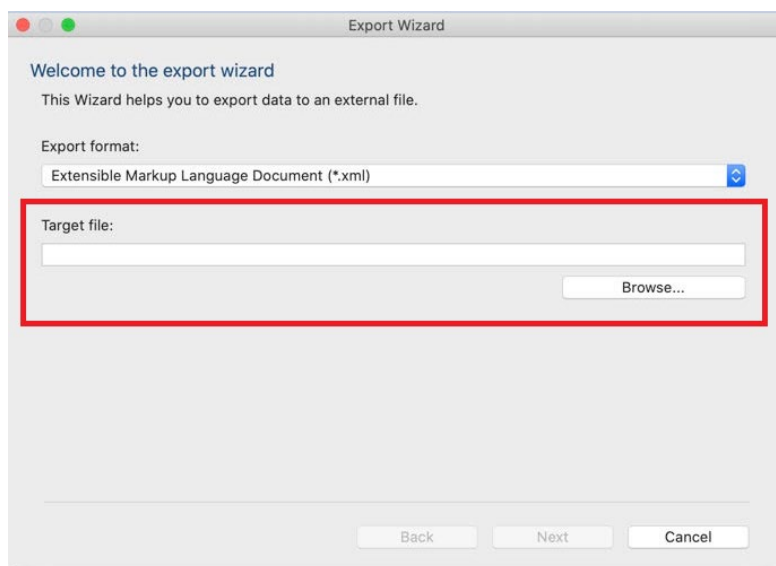 Export Wizard
Welcome to the export wizard
This Wizard helps you to export data to an external file.
Export format:
Extensible Markup Language Document (*.xml)
Target file:
Browse...
Back
Next
Cancel